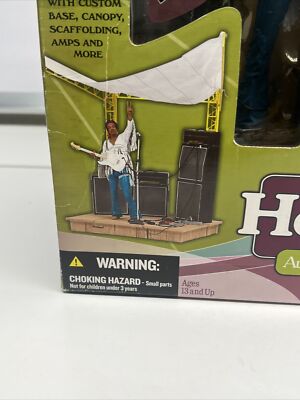 WITH CUSTOM
BASE, CANOPY,
SCAFFOLDING,
AMPS AND
MORE
WARNING:
CHOKING HAZARD - Small parts
Not for children under 3 years
Ages
13 and Up